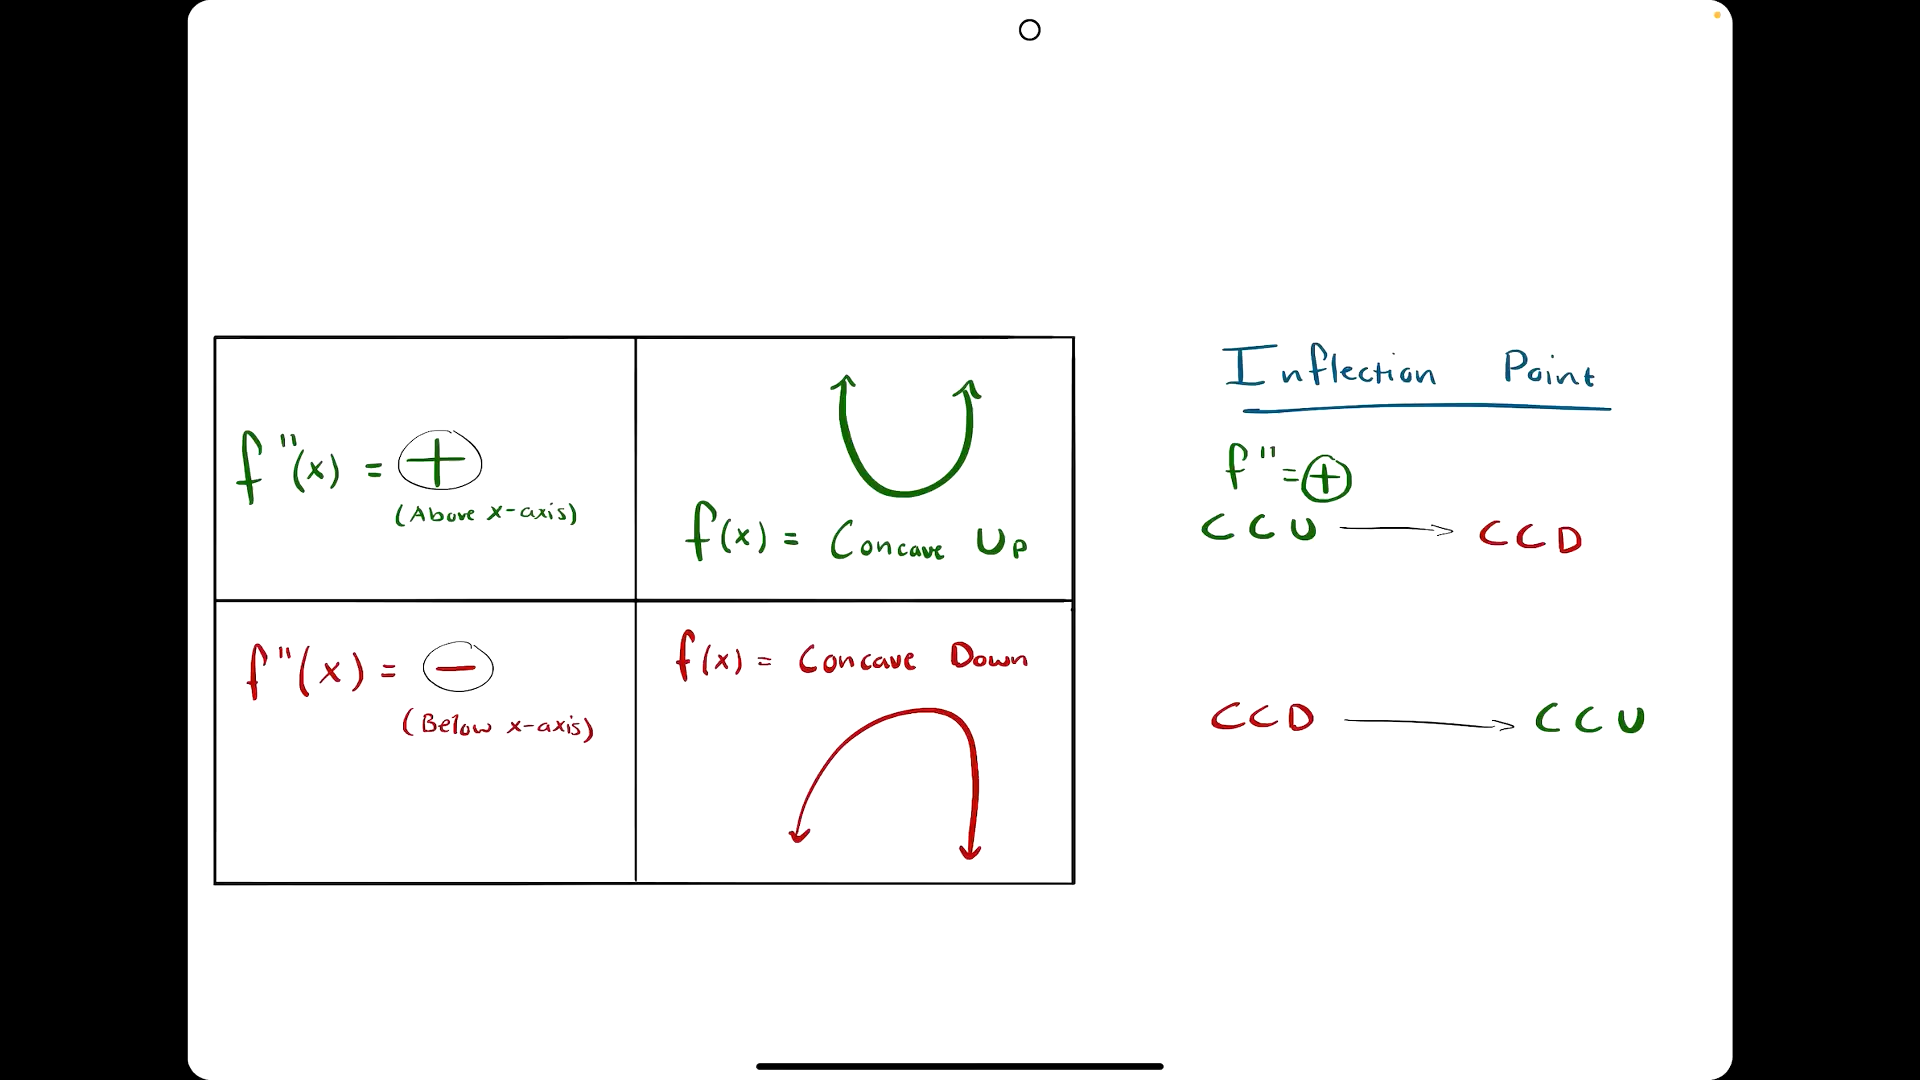 f"(x) = +
(Above x-axis)
f(x) = Concave Up
f"(x) = -
(Below x-axis)
f(x) = Concave Down
Inflection Point
f" = +
CCU → CCD
CCD → CCU